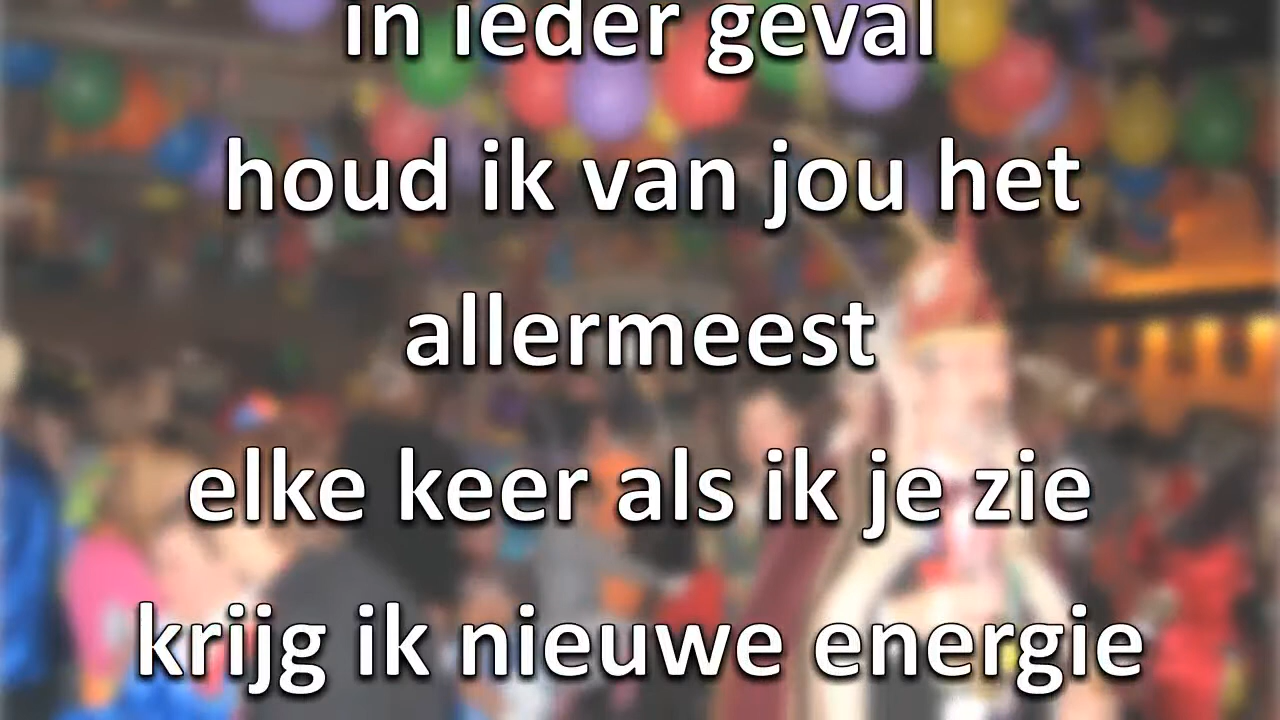 in ieder geval
houd ik van jou het
allermeest
elke keer als ik je zie
krijg ik nieuwe energie